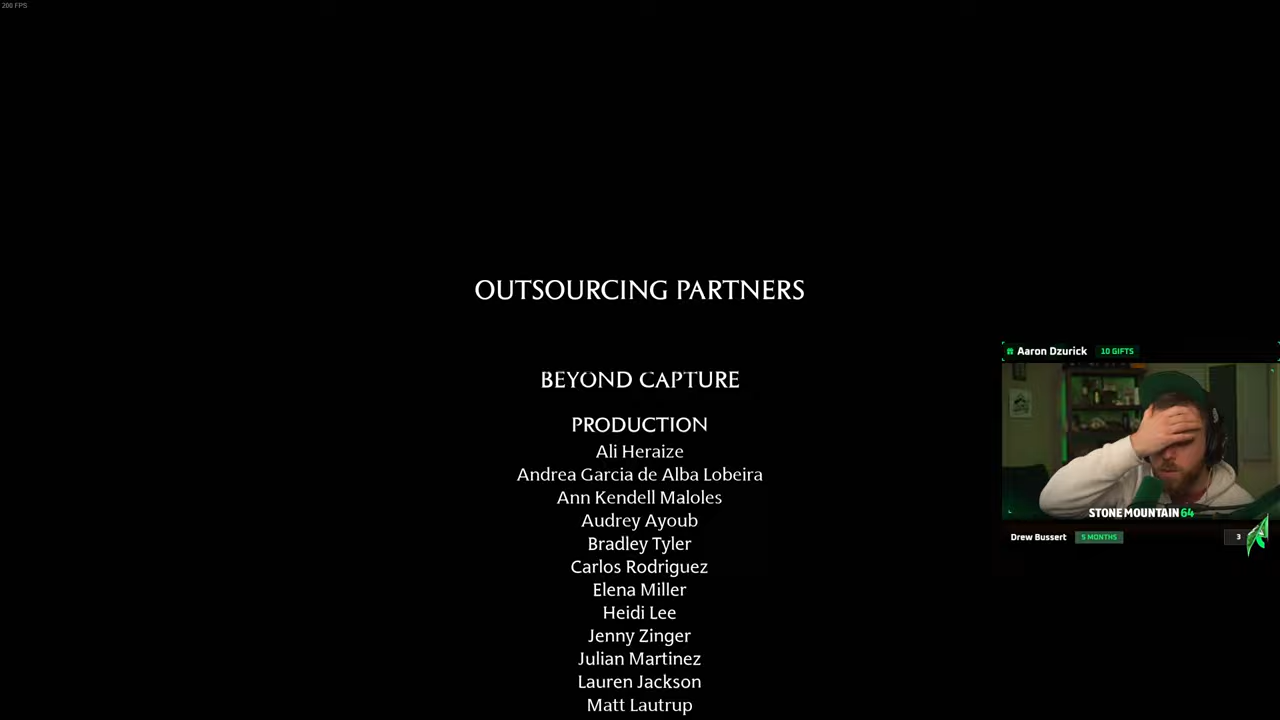 200 FPS
OUTSOURCING PARTNERS
BEYOND CAPTURE
PRODUCTION
Ali Heraize
Andrea Garcia de Alba Lobeira
Ann Kendell Maloles
Audrey Ayoub
Bradley Tyler
Carlos Rodriguez
Elena Miller
Heidi Lee
Jenny Zinger
Julian Martinez
Lauren Jackson
Matt Lautrup
Aaron Dzurick 10 GIFTS
STONE MOUNTAIN 64
Drew Bussert 5 MONTHS 3